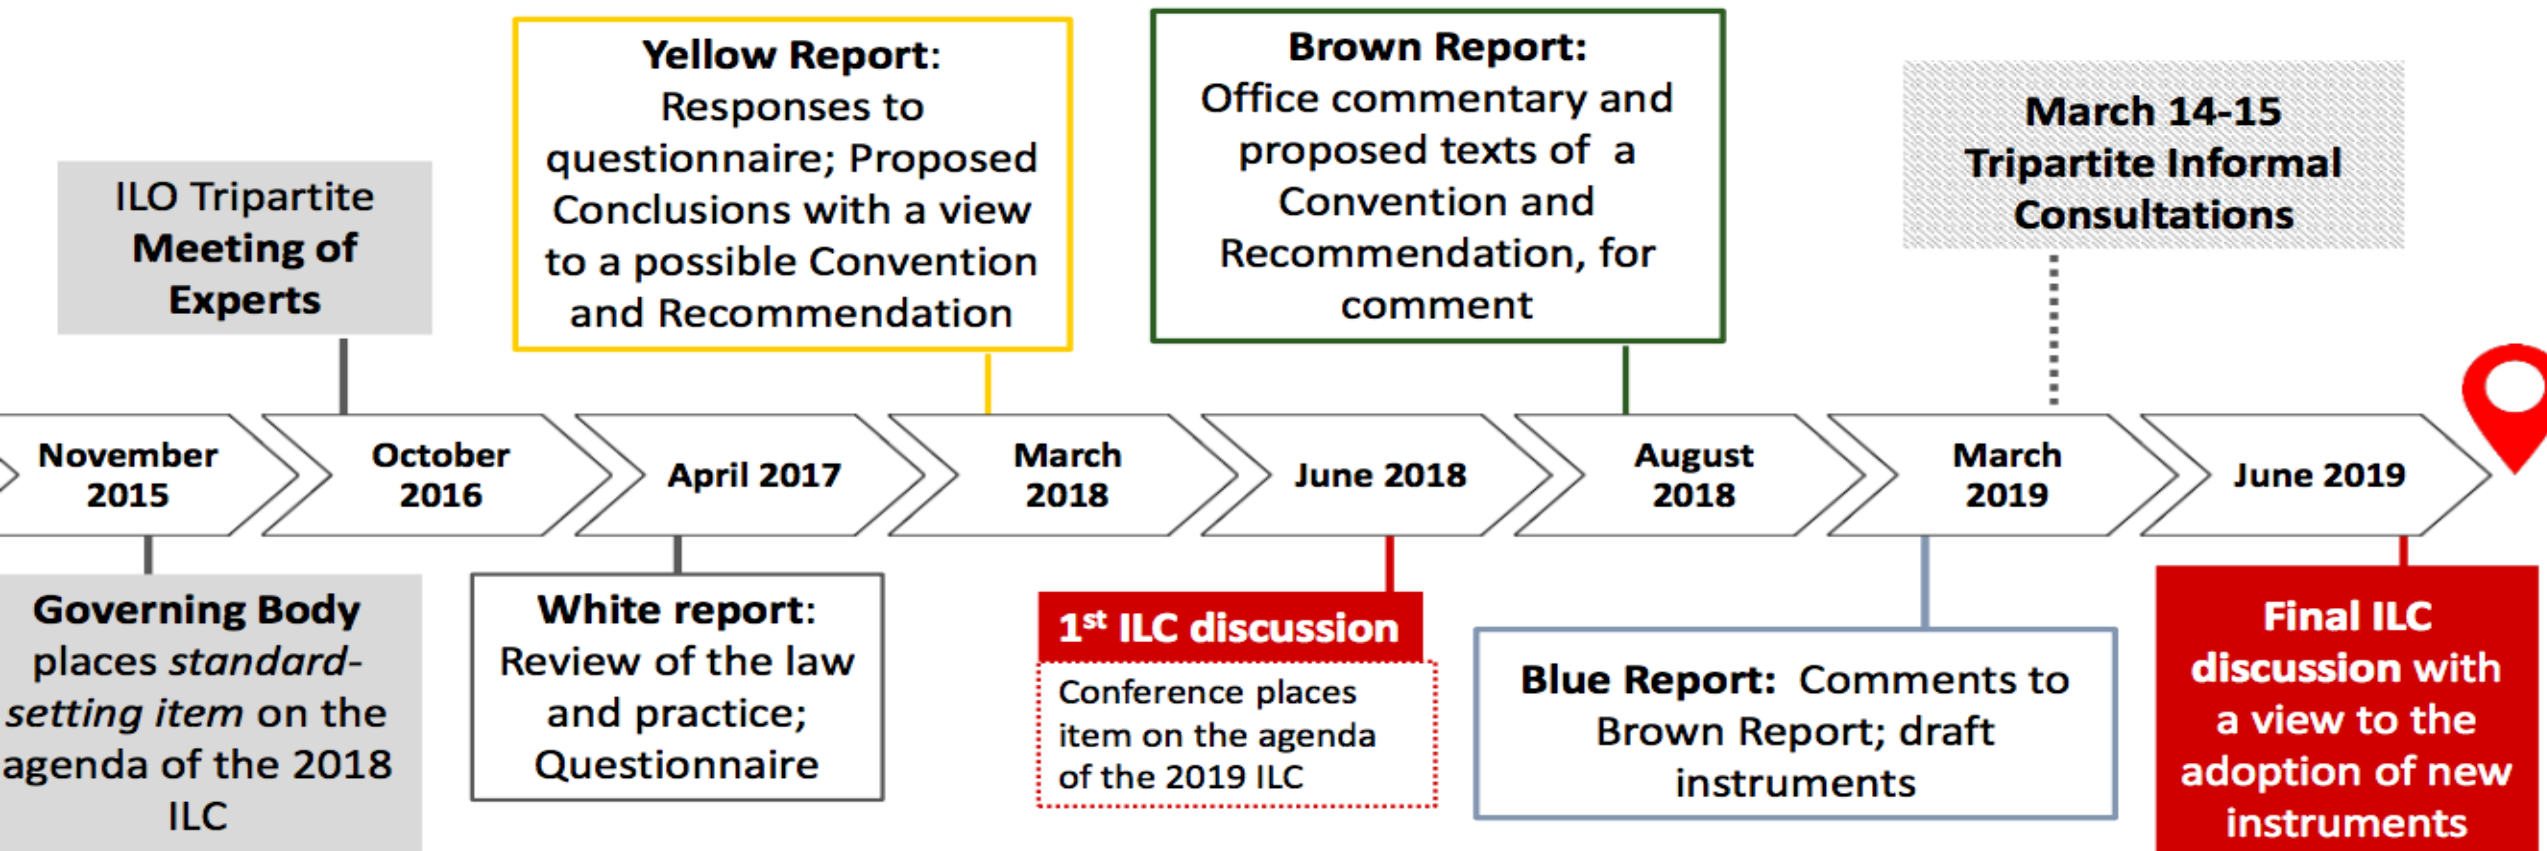 Yellow Report:
Responses to
questionnaire; Proposed
Conclusions with a view
to a possible Convention
and Recommendation
Brown Report:
Office commentary and
proposed texts of a
Convention and
Recommendation, for
comment
March 14-15
Tripartite Informal
Consultations
ILO Tripartite
Meeting of
Experts
November
2015
October
2016
April 2017
March
2018
June 2018
August
2018
March
2019
June 2019
Governing Body
places standard-
setting item on the
agenda of the 2018
ILC
White report:
Review of the law
and practice;
Questionnaire
1st ILC discussion
Conference places
item on the agenda
of the 2019 ILC
Blue Report: Comments to
Brown Report; draft
instruments
Final ILC
discussion with
a view to the
adoption of new
instruments